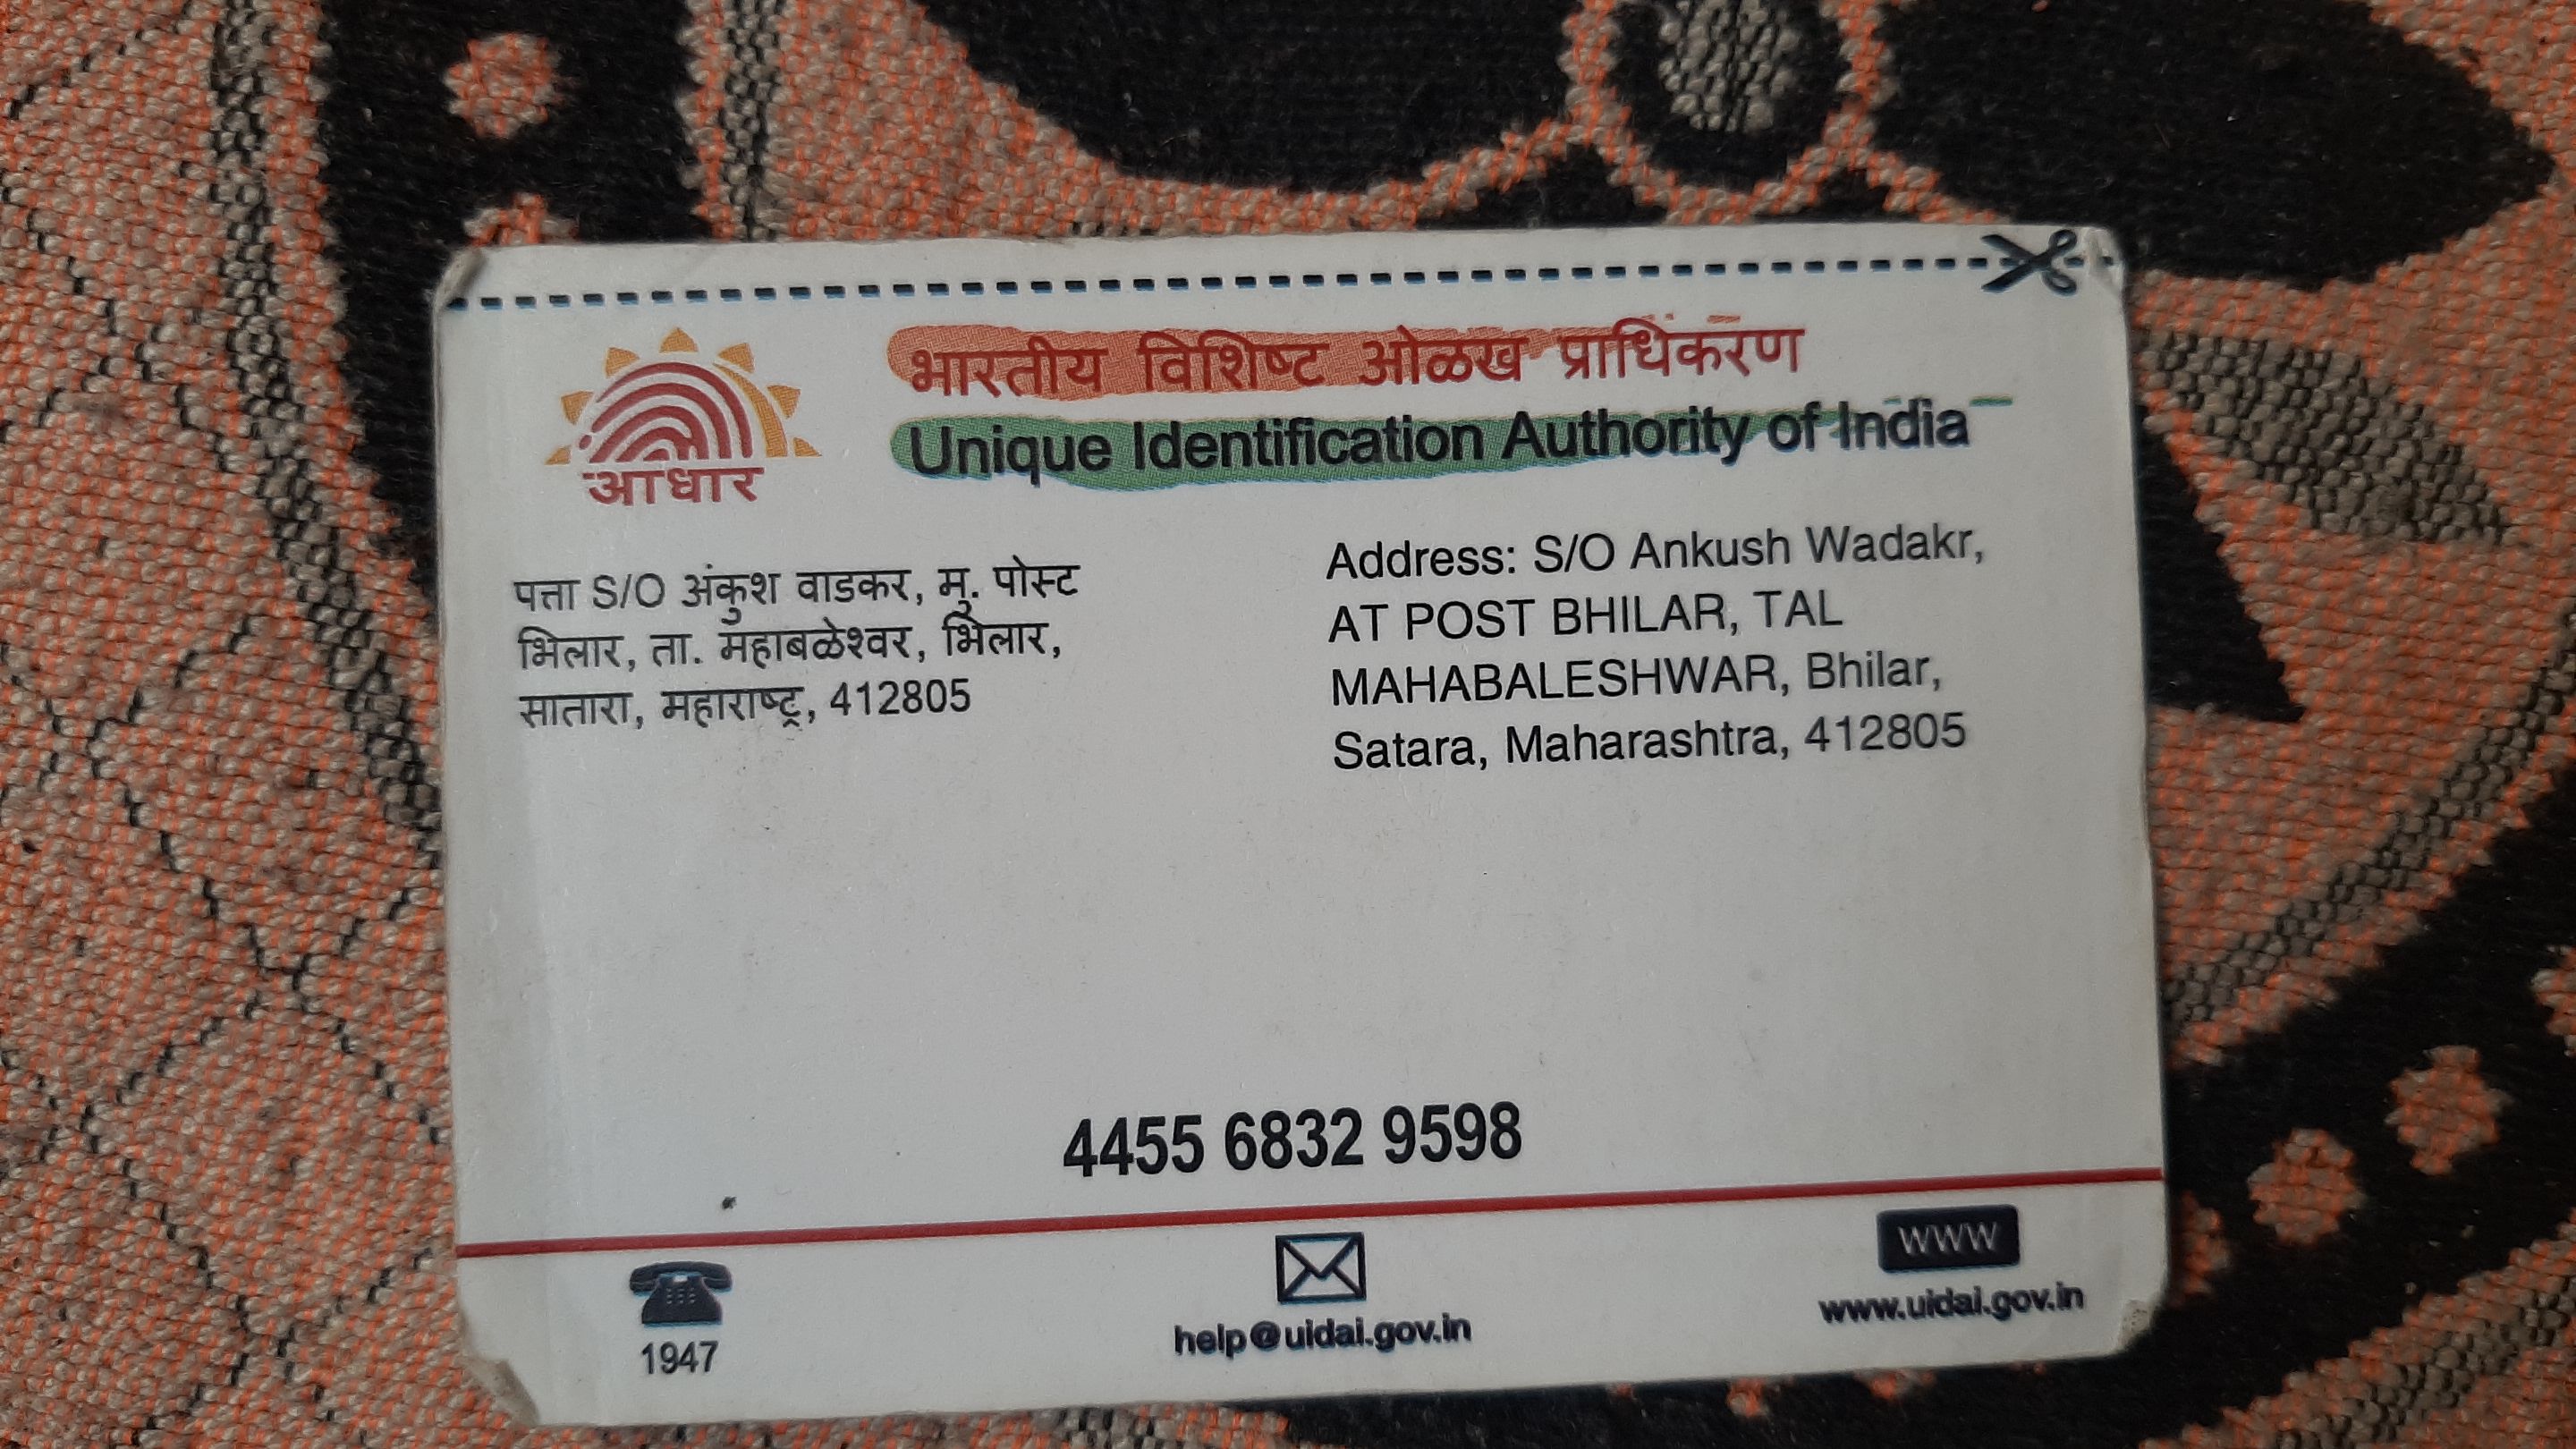 भारतीय विशिष्ट ओळख प्राधिकरण
Unique Identification Authority of India
आधार
पत्ता S/O अंकुश वाडकर, मु. पोस्ट
भिलार, ता. महाबळेश्वर, भिलार,
सातारा, महाराष्ट्र, 412805
Address: S/O Ankush Wadakr,
AT POST BHILAR, TAL
MAHABALESHWAR, Bhilar,
Satara, Maharashtra, 412805
4455 6832 9598
1947
help@uidai.gov.in
WWW
www.uidai.gov.in